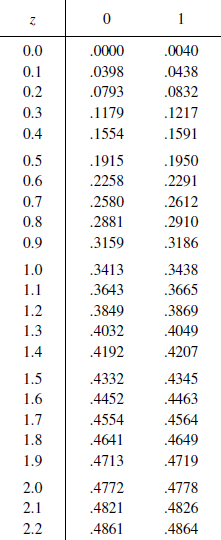 z 0 1
0.0 .0000 .0040
0.1 .0398 .0438
0.2 .0793 .0832
0.3 .1179 .1217
0.4 .1554 .1591
0.5 .1915 .1950
0.6 .2258 .2291
0.7 .2580 .2612
0.8 .2881 .2910
0.9 .3159 .3186
1.0 .3413 .3438
1.1 .3643 .3665
1.2 .3849 .3869
1.3 .4032 .4049
1.4 .4192 .4207
1.5 .4332 .4345
1.6 .4452 .4463
1.7 .4554 .4564
1.8 .4641 .4649
1.9 .4713 .4719
2.0 .4772 .4778
2.1 .4821 .4826
2.2 .4861 .4864